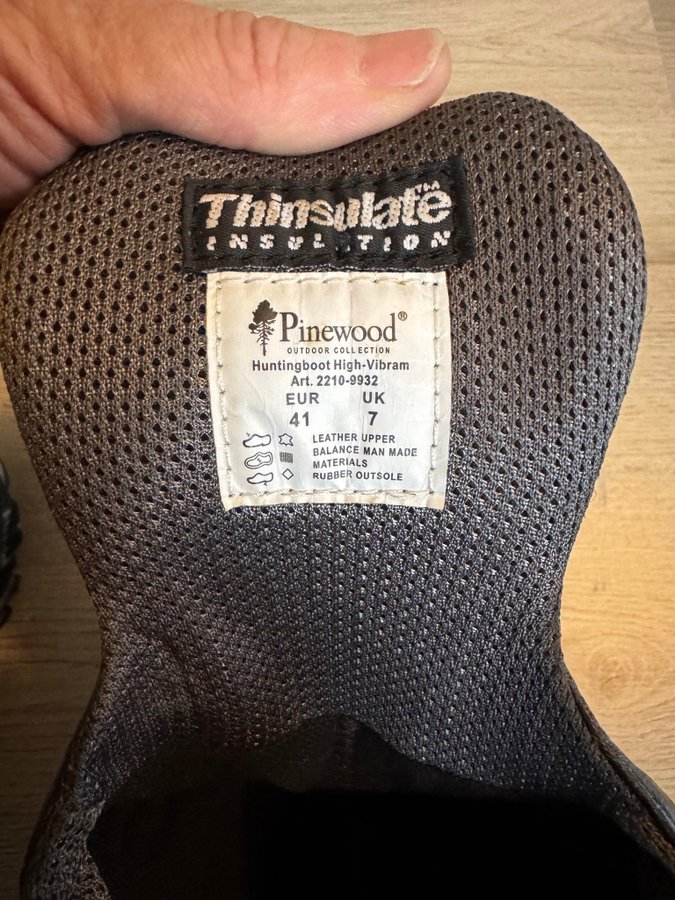 Thinsulate™
INSULATION
Pinewood®
OUTDOOR COLLECTION
Huntingboot High-Vibram
Art. 2210-9932
EUR UK
41 7
LEATHER UPPER
BALANCE MAN MADE
MATERIALS
RUBBER OUTSOLE